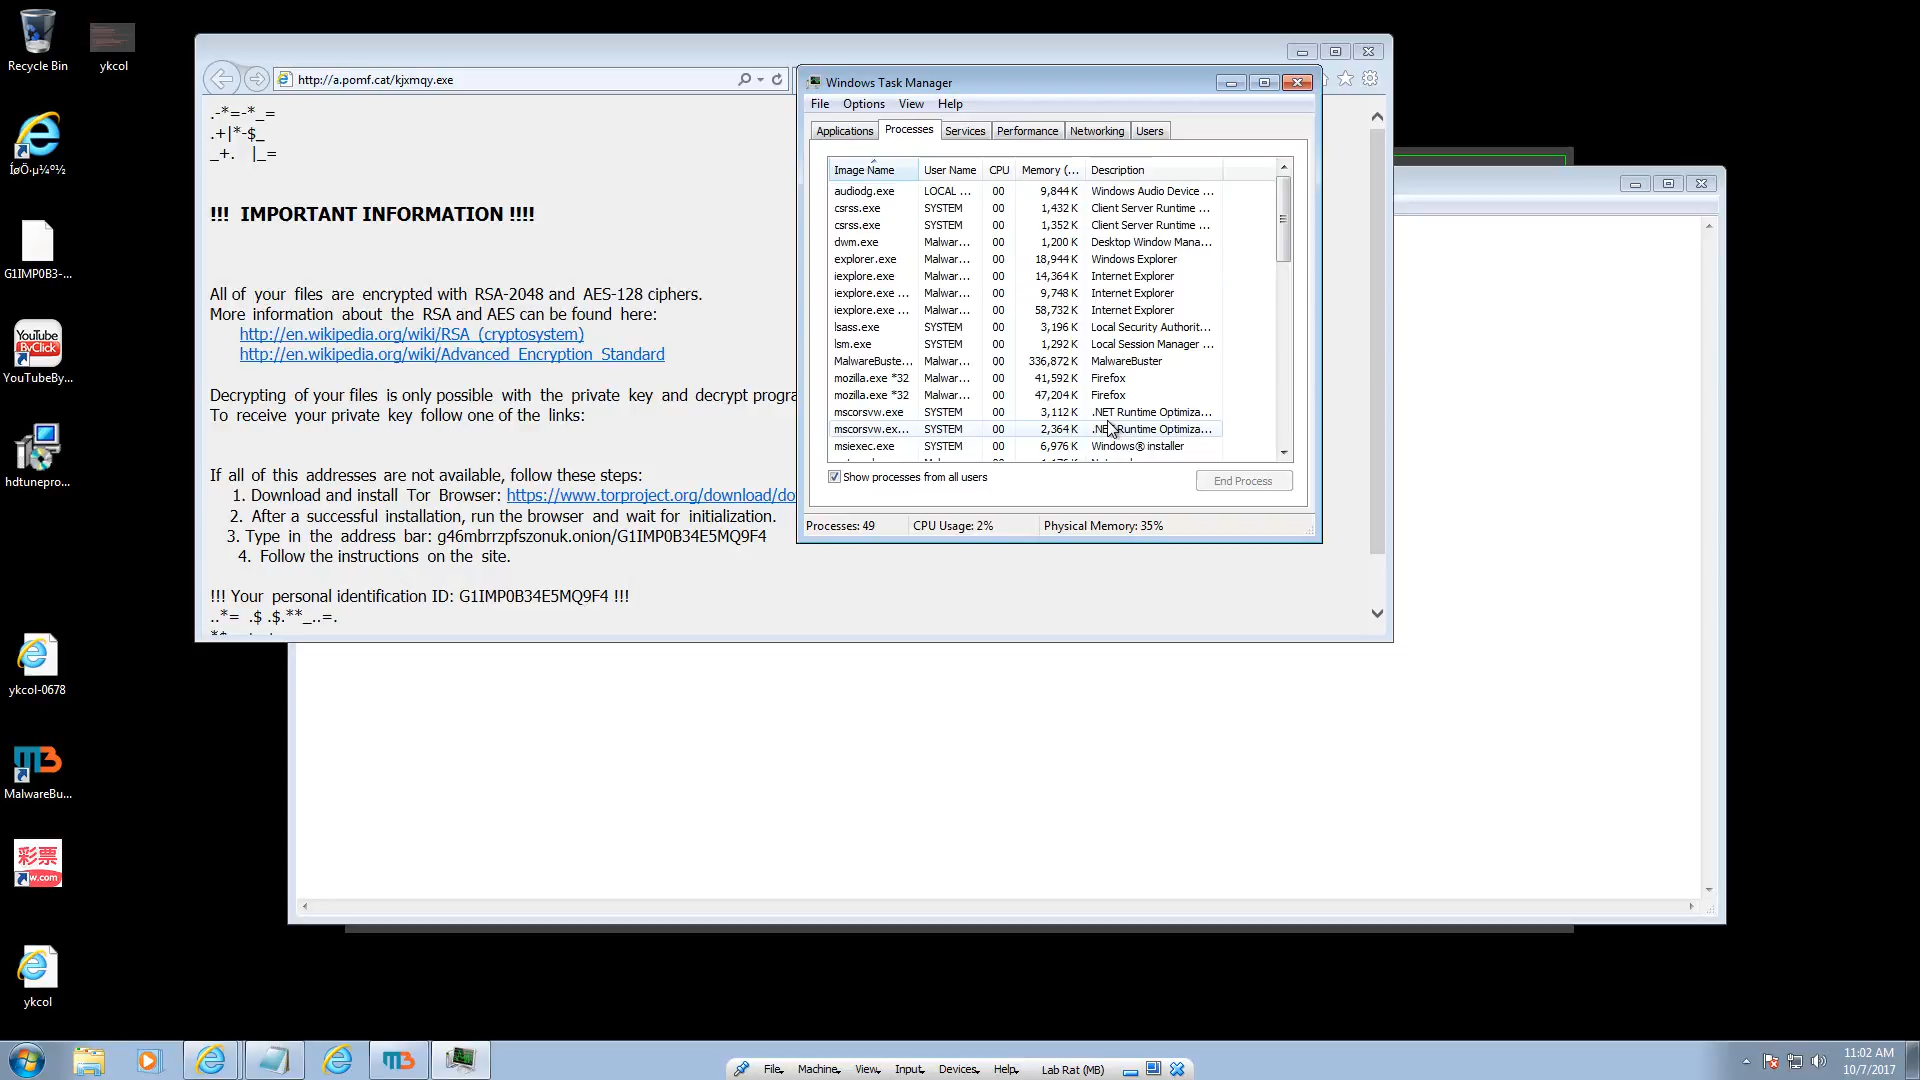 Recycle Bin
ykcol
ÍøÖ·µ¼º½
G1IMP0B3-...
YouTube
ByClick
YouTubeBy...
hdtunepro...
ykcol-0678
MalwareBu...
彩票
w.com
ykcol
http://a.pomf.cat/kjxmqy.exe
.-*=-*_=
.+|*-$_
_+. |_=
!!! IMPORTANT INFORMATION !!!!
All of your files are encrypted with RSA-2048 and AES-128 ciphers.
More information about the RSA and AES can be found here:
http://en.wikipedia.org/wiki/RSA_(cryptosystem)
http://en.wikipedia.org/wiki/Advanced_Encryption_Standard
Decrypting of your files is only possible with the private key and decrypt progra
To receive your private key follow one of the links:
If all of this addresses are not available, follow these steps:
1. Download and install Tor Browser: https://www.torproject.org/download/do
2. After a successful installation, run the browser and wait for initialization.
3. Type in the address bar: g46mbrrzpfszonuk.onion/G1IMP0B34E5MQ9F4
4. Follow the instructions on the site.
!!! Your personal identification ID: G1IMP0B34E5MQ9F4 !!!
..*= .$ .$.**_..=.
Windows Task Manager
File Options View Help
Applications Processes Services Performance Networking Users
Image Name User Name CPU Memory (... Description
audiodg.exe LOCAL ... 00 9,844 K Windows Audio Device ...
csrss.exe SYSTEM 00 1,432 K Client Server Runtime ...
csrss.exe SYSTEM 00 1,352 K Client Server Runtime ...
dwm.exe Malwar... 00 1,200 K Desktop Window Mana...
explorer.exe Malwar... 00 18,944 K Windows Explorer
iexplore.exe Malwar... 00 14,364 K Internet Explorer
iexplore.exe ... Malwar... 00 9,748 K Internet Explorer
iexplore.exe ... Malwar... 00 58,732 K Internet Explorer
lsass.exe SYSTEM 00 3,196 K Local Security Authorit...
lsm.exe SYSTEM 00 1,292 K Local Session Manager ...
MalwareBuste... Malwar... 00 336,872 K MalwareBuster
mozilla.exe *32 Malwar... 00 41,592 K Firefox
mozilla.exe *32 Malwar... 00 47,204 K Firefox
mscorsvw.exe SYSTEM 00 3,112 K .NET Runtime Optimiza...
mscorsvw.ex... SYSTEM 00 2,364 K .NET Runtime Optimiza...
msiexec.exe SYSTEM 00 6,976 K Windows® installer
Show processes from all users
End Process
Processes: 49 CPU Usage: 2% Physical Memory: 35%
File Machine View Input Devices Help Lab Rat (MB)
11:02 AM
10/7/2017